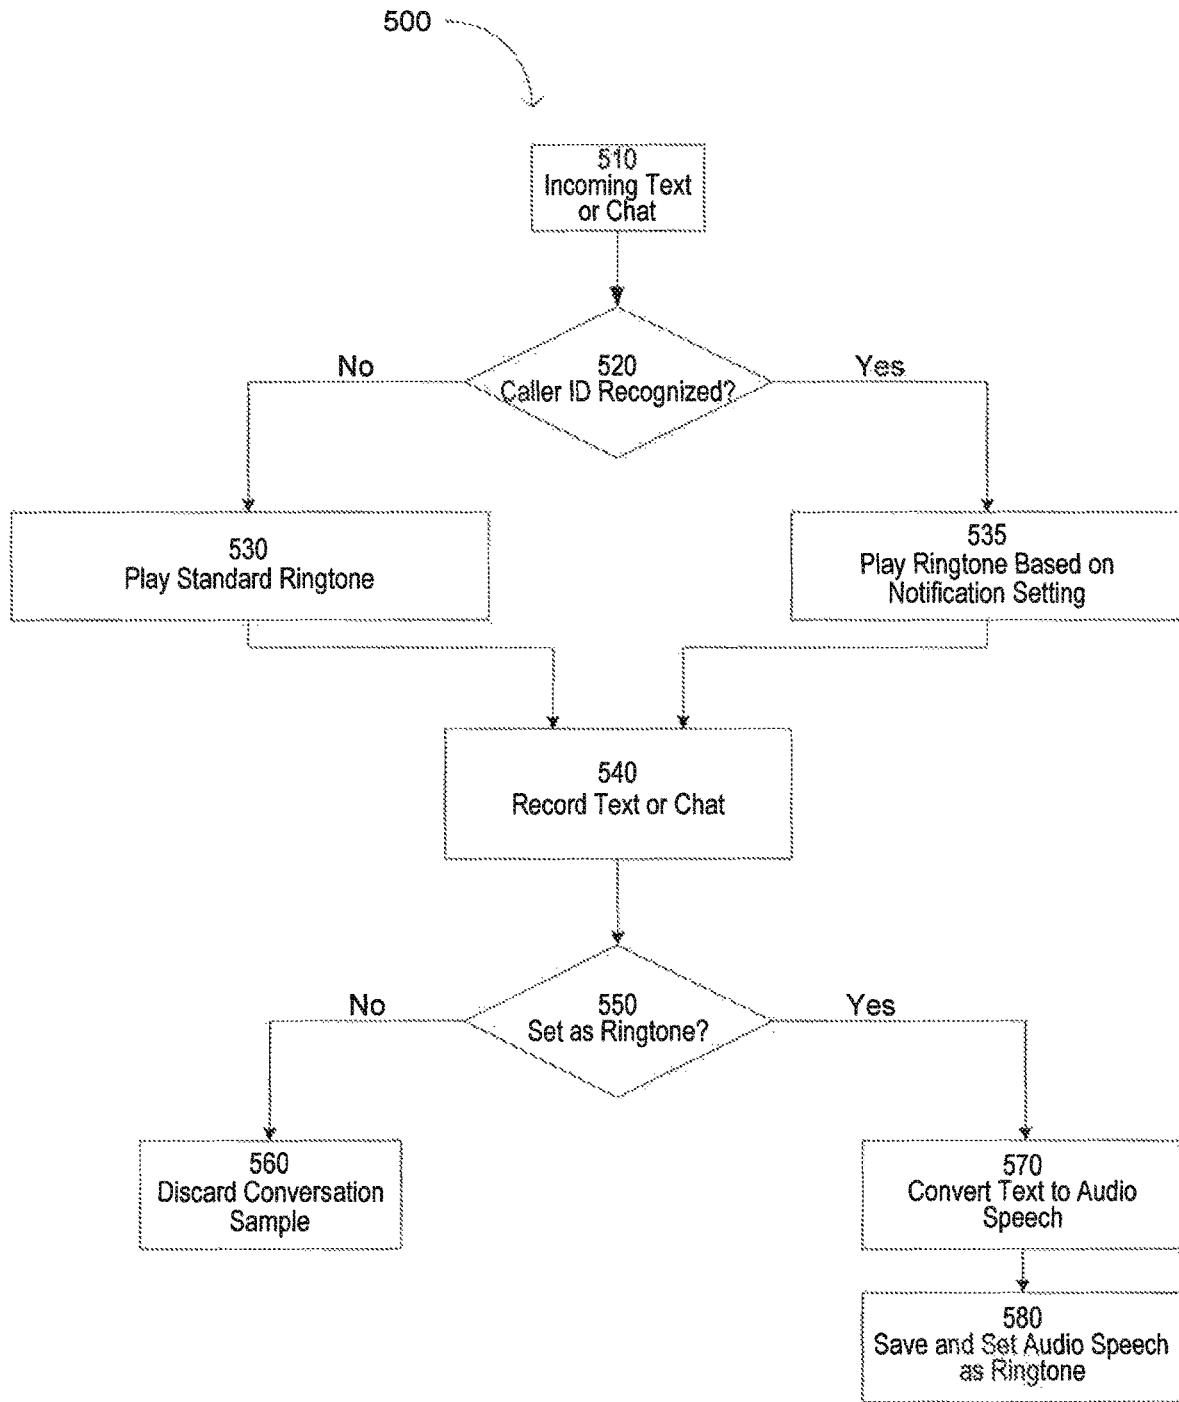 500
510
Incoming Text
or Chat
No
520
Caller ID Recognized?
Yes
530
Play Standard Ringtone
535
Play Ringtone Based on
Notification Setting
540
Record Text or Chat
No
550
Set as Ringtone?
Yes
560
Discard Conversation
Sample
570
Convert Text to Audio
Speech
580
Save and Set Audio Speech
as Ringtone